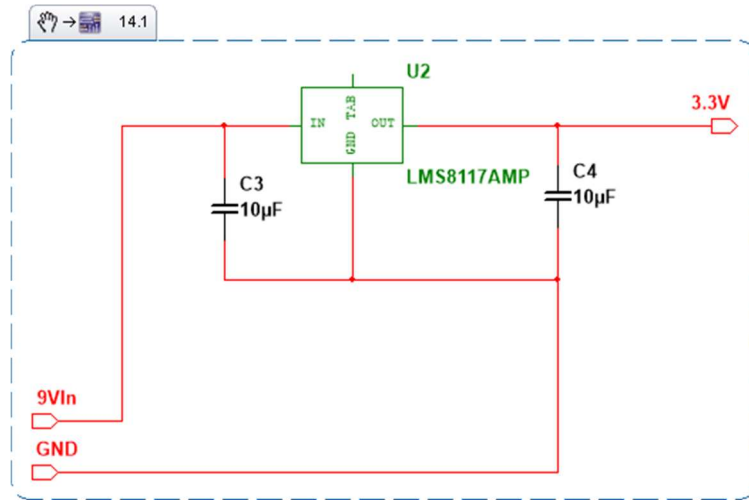 14.1
U2
3.3V
IN
TAB
GND
OUT
LMS8117AMP
C3
10µF
C4
10µF
9VIn
GND